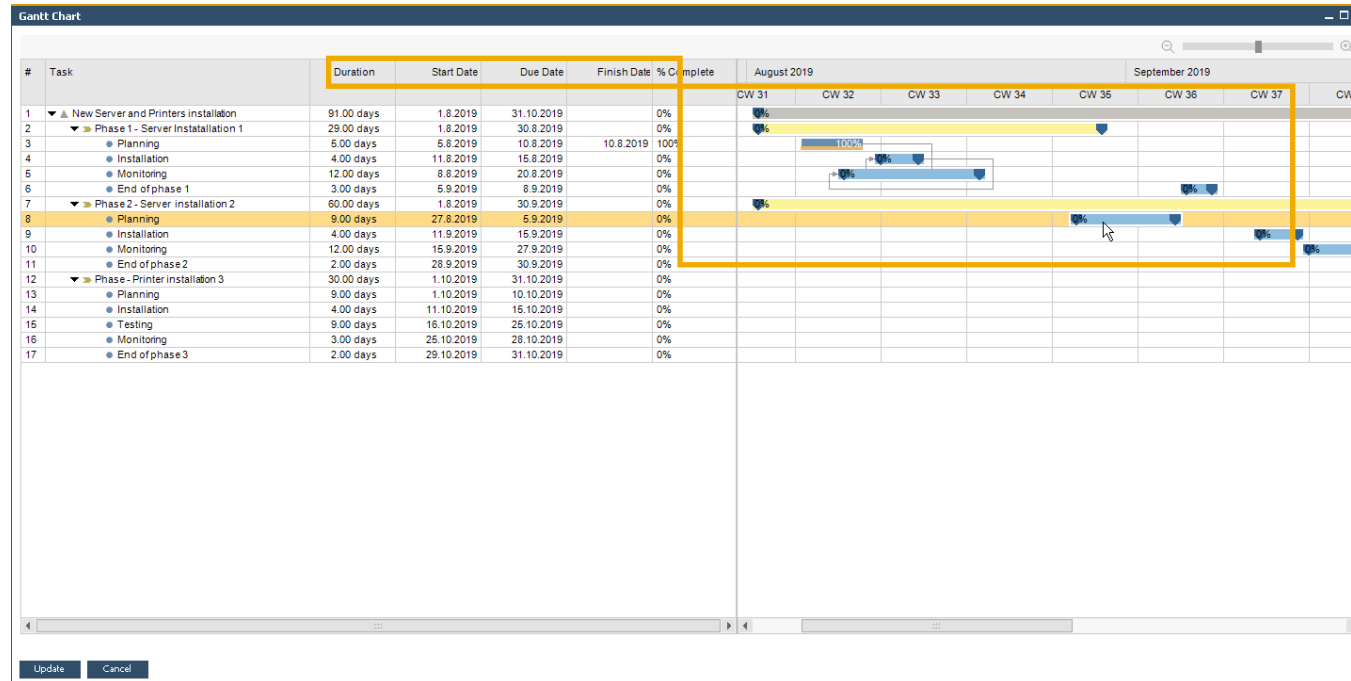 Gantt Chart
# Task Duration Start Date Due Date Finish Date % Complete August 2019 September 2019
CW 31 CW 32 CW 33 CW 34 CW 35 CW 36 CW 37 CW
1 New Server and Printers installation 91.00 days 1.8.2019 31.10.2019 0% 0%
2 Phase 1 - Server Instatallation 1 29.00 days 1.8.2019 30.8.2019 0% 0%
3 Planning 5.00 days 5.8.2019 10.8.2019 10.8.2019 100% 100%
4 Installation 4.00 days 11.8.2019 15.8.2019 0% 0%
5 Monitoring 12.00 days 8.8.2019 20.8.2019 0% 0%
6 End of phase 1 3.00 days 5.9.2019 8.9.2019 0% 0%
7 Phase 2 - Server installation 2 60.00 days 1.8.2019 30.9.2019 0% 0%
8 Planning 9.00 days 27.8.2019 5.9.2019 0% 0%
9 Installation 4.00 days 11.9.2019 15.9.2019 0% 0%
10 Monitoring 12.00 days 15.9.2019 27.9.2019 0% 0%
11 End of phase 2 2.00 days 28.9.2019 30.9.2019 0%
12 Phase - Printer installation 3 30.00 days 1.10.2019 31.10.2019 0%
13 Planning 9.00 days 1.10.2019 10.10.2019 0%
14 Installation 4.00 days 11.10.2019 15.10.2019 0%
15 Testing 9.00 days 16.10.2019 25.10.2019 0%
16 Monitoring 3.00 days 25.10.2019 28.10.2019 0%
17 End of phase 3 2.00 days 29.10.2019 31.10.2019 0%
Update Cancel